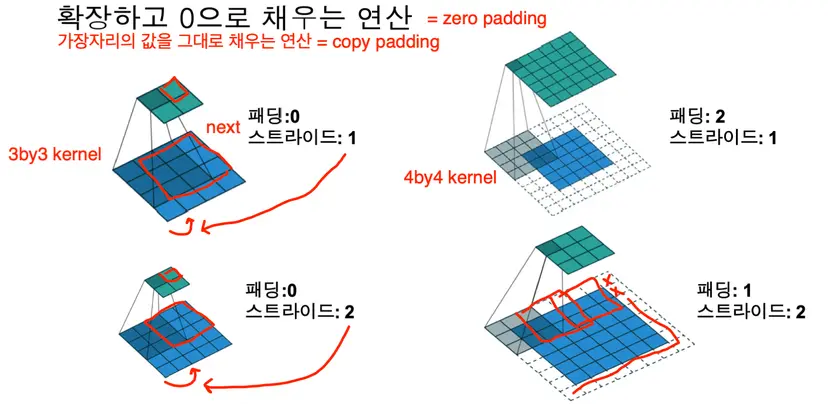 확장하고 0으로 채우는 연산 = zero padding
가장자리의 값을 그대로 채우는 연산 = copy padding
next
패딩:0
스트라이드: 1
3by3 kernel
패딩: 2
스트라이드: 1
4by4 kernel
패딩:0
스트라이드: 2
패딩: 1
스트라이드: 2
x x